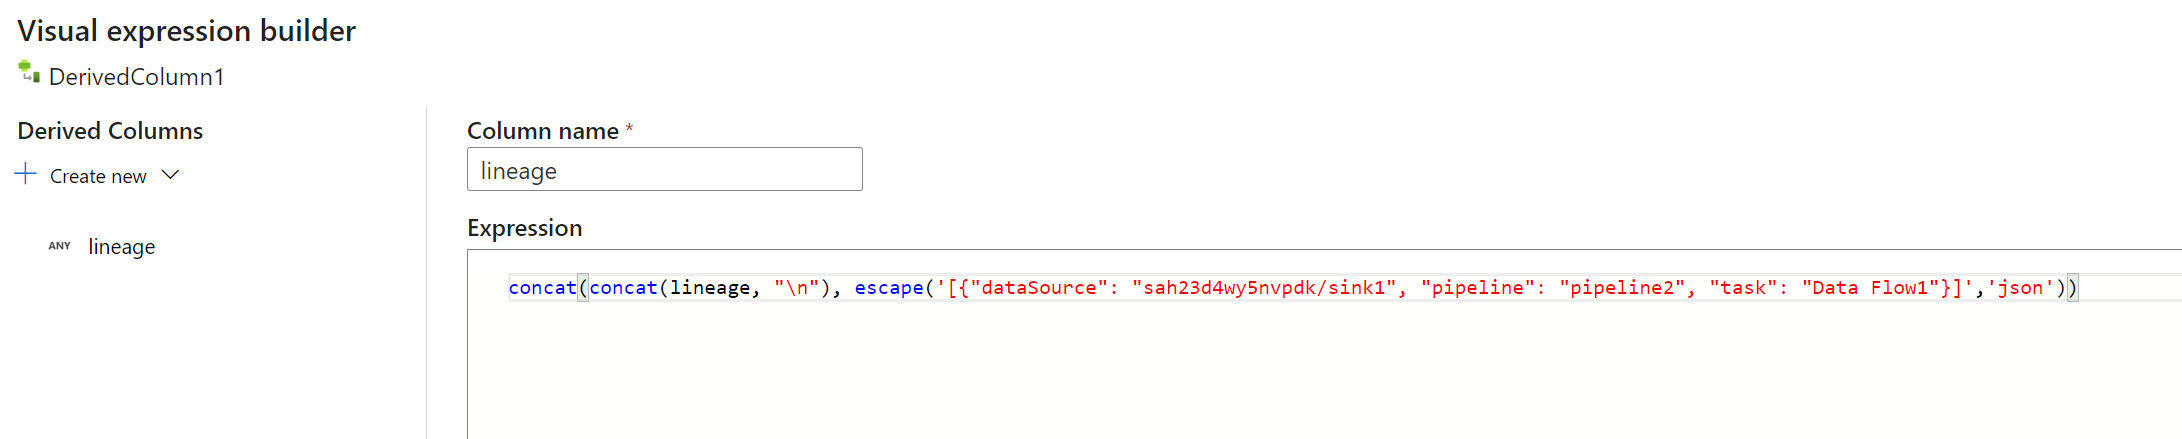 Visual expression builder
DerivedColumn1
Derived Columns
Create new
ANY lineage
Column name *
lineage
Expression
concat(concat(lineage, "\n"), escape('[{"dataSource": "sah23d4wy5nvpdk/sink1", "pipeline": "pipeline2", "task": "Data Flow1"}]','json'))